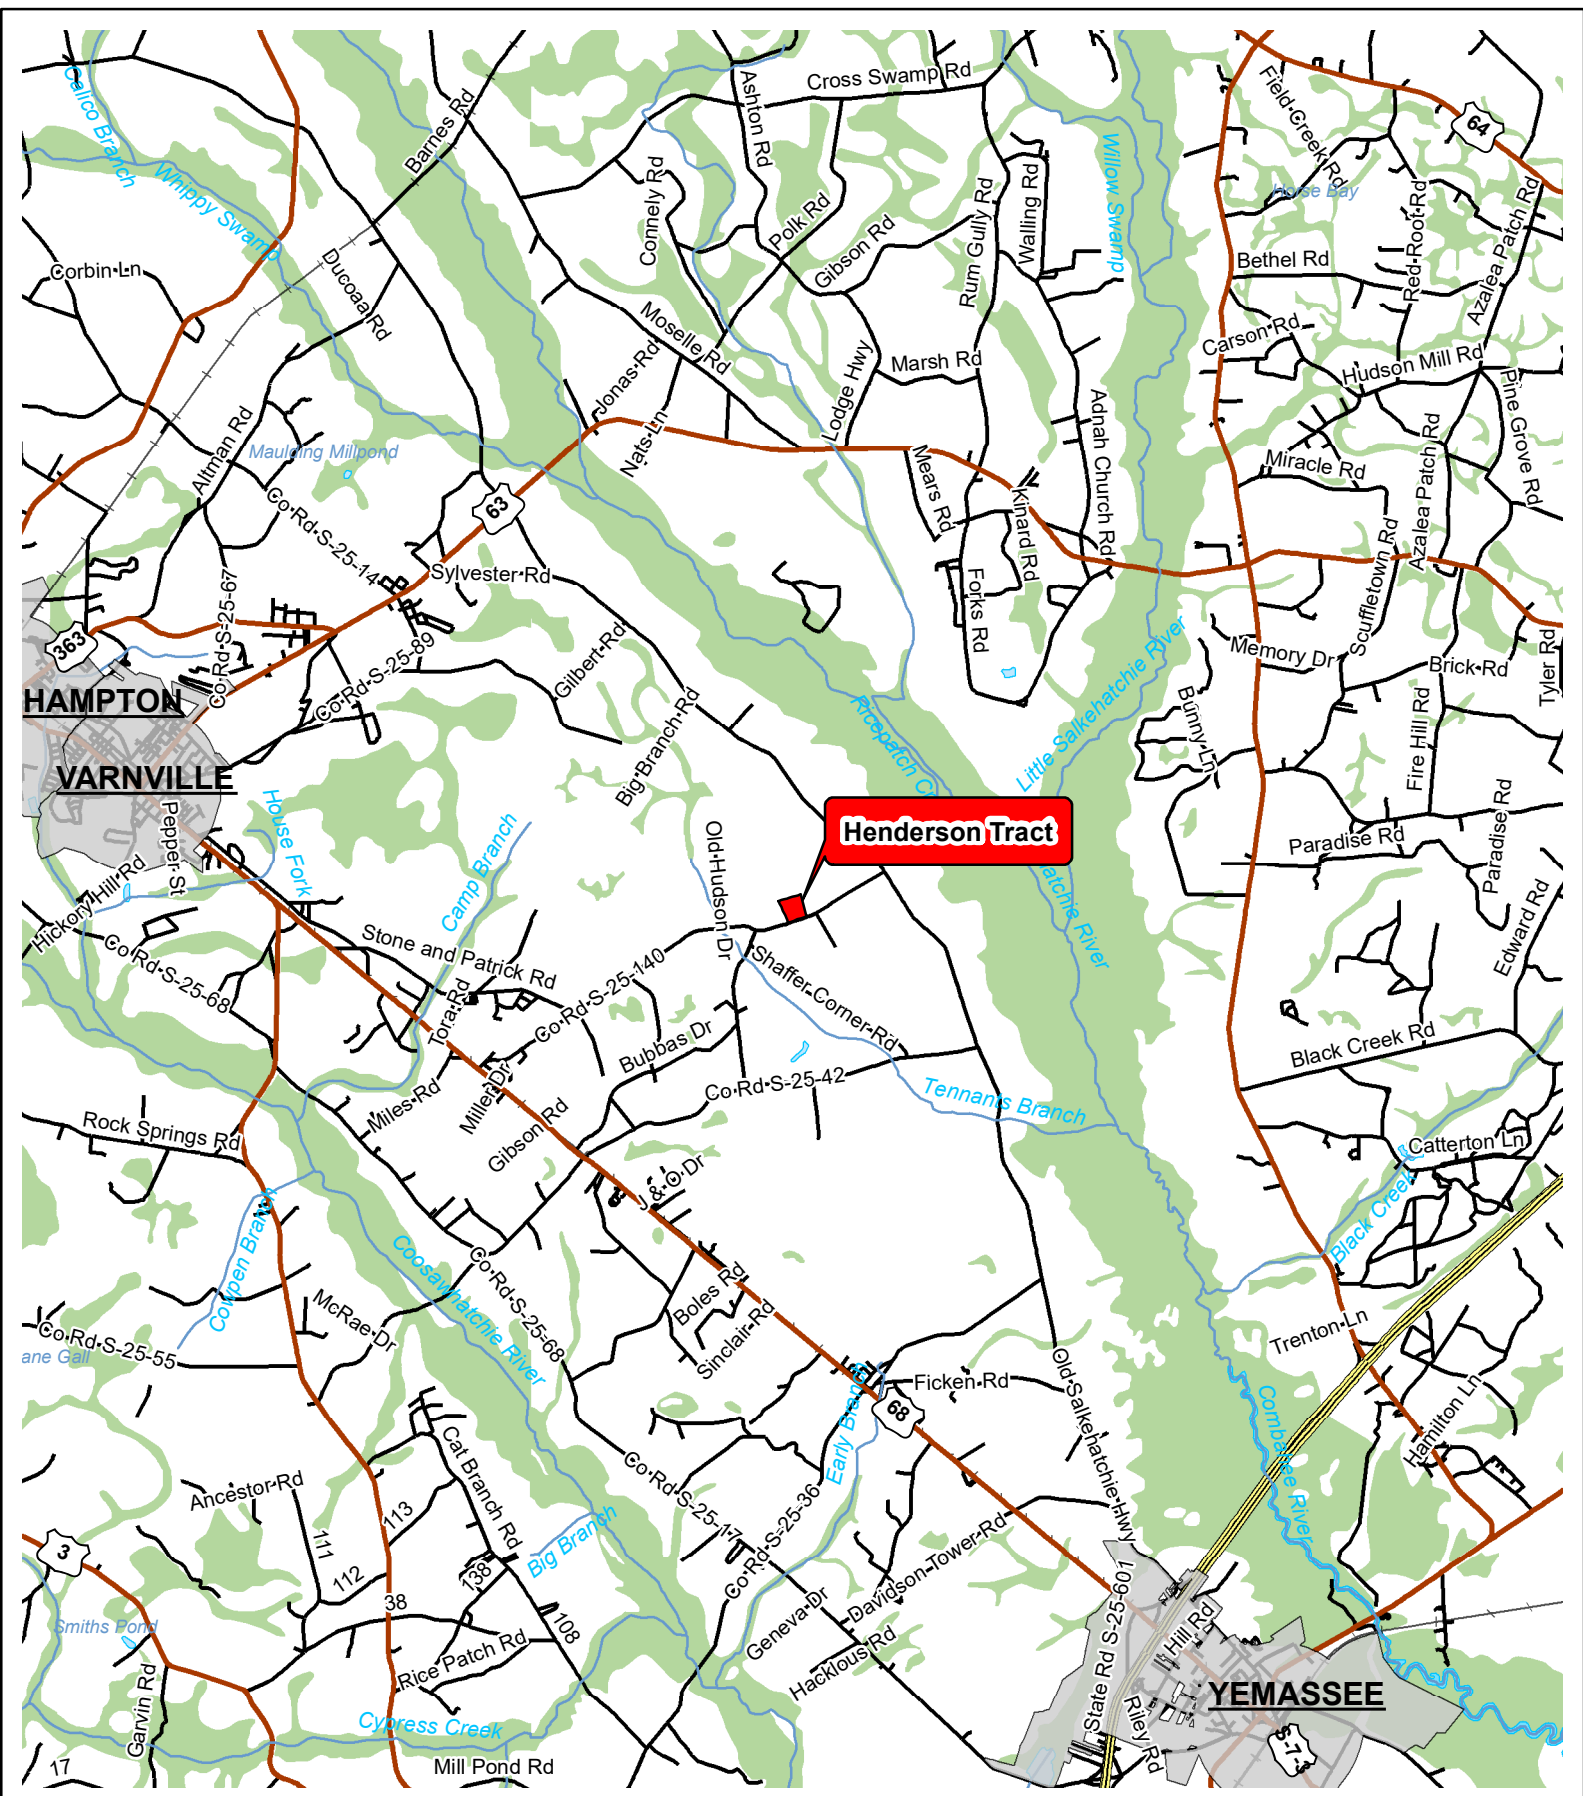 Calico Branch
Whippy Swamp
Barnes Rd
Ashton Rd
Cross Swamp Rd
Connely Rd
Polk Rd
Gibson Rd
Rum Gully Rd
Walling Rd
Willow Swamp
Field Creek Rd
64
Horse Bay
Red Root Rd
Azalea Patch Rd
Bethel Rd
Corbin Ln
Ducoaa Rd
Moselle Rd
Jonas Rd
Nats Ln
Lodge Hwy
Marsh Rd
Carson Rd
Hudson Mill Rd
Pine Grove Rd
Altman Rd
Maulding Millpond
Co Rd S-25-14
63
Mears Rd
Kinard Rd
Adnah Church Rd
Miracle Rd
Azalea Patch Rd
Scuffletown Rd
Sylvester Rd
Co Rd S-25-67
Co Rd S-25-89
Gilbert Rd
Forks Rd
363
HAMPTON
VARNVILLE
Big Branch Rd
Ricepatch Cr
Little Salkehatchie River
Memory Dr
Bunny Ln
Brick Rd
Tyler Rd
Fire Hill Rd
Paradise Rd
Paradise Rd
Edward Rd
Pepper St
House Fork
Camp Branch
Old Hudson Dr
Henderson Tract
atchie River
Hickory Hill Rd
Co Rd S-25-68
Stone and Patrick Rd
Tora Rd
Co Rd S-25-140
Shaffer Corner Rd
Bubbas Dr
Co Rd S-25-42
Tennants Branch
Black Creek Rd
Miles Rd
Miller Dr
Gibson Rd
Rock Springs Rd
J & O Dr
Catterton Ln
Black Creek
Cowpen Branch
Coosawhatchie River
Co Rd S-25-68
McRae Dr
Boles Rd
Sinclair Rd
Co Rd S-25-55
ane Gall
Trenton Ln
Ficken Rd
68
Early Branch
Old Salkehatchie Hwy
Combahee River
Hamilton Ln
Cat Branch Rd
Co Rd S-25-17
Co Rd S-25-36
Ancestor Rd
111
113
112
138
38
108
Big Branch
3
Davidson Tower Rd
Geneva Dr
Hacklous Rd
State Rd S-25-601
Hill Rd
Riley Rd
YEMASSEE
S-7-3
Smiths Pond
Garvin Rd
Rice Patch Rd
Cypress Creek
Mill Pond Rd
17